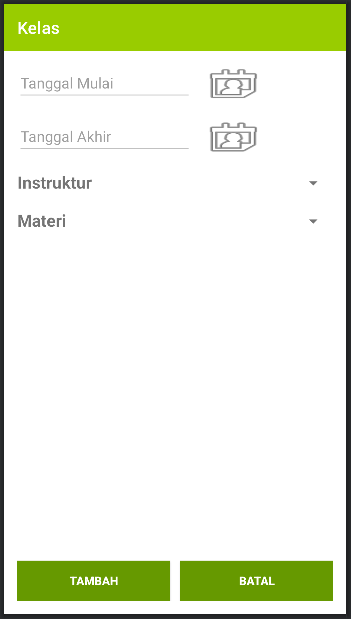 Kelas
Tanggal Mulai
Tanggal Akhir
Instruktur
Materi
TAMBAH
BATAL